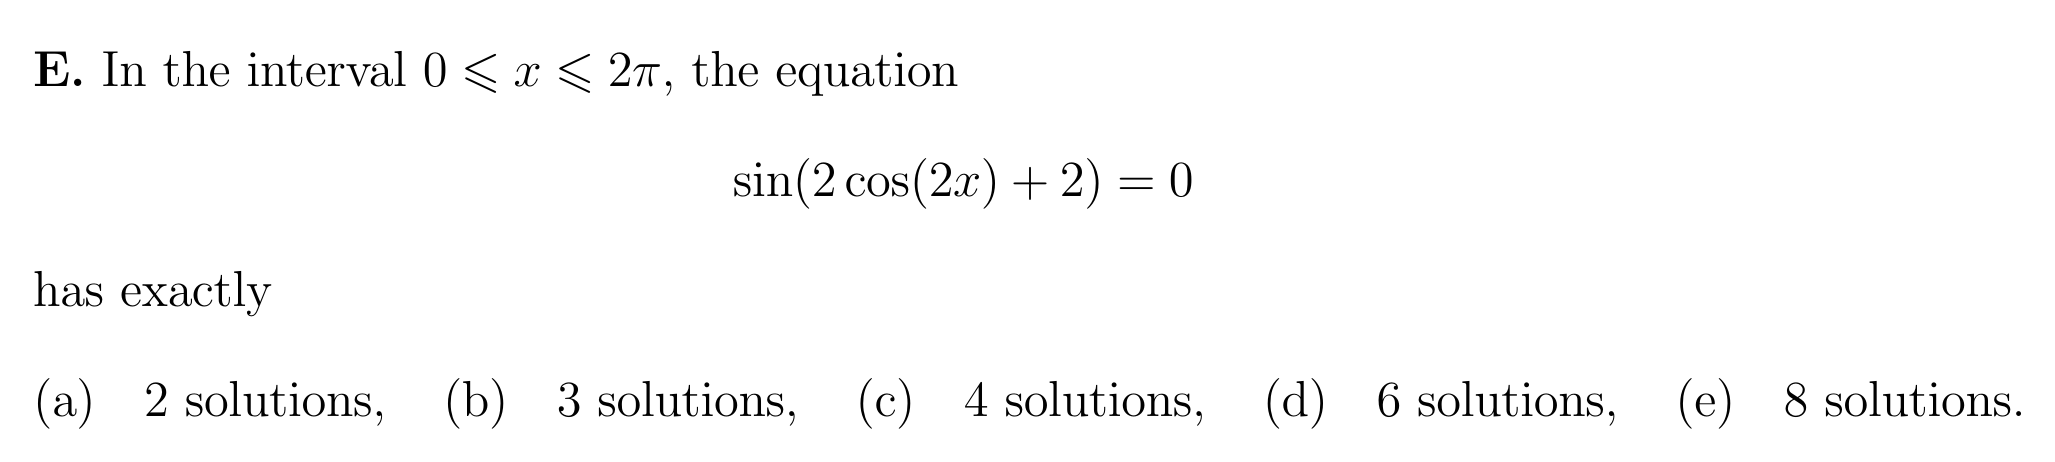 E. In the interval 0 ⩽ x ⩽ 2π, the equation
sin(2 cos(2x) + 2) = 0
has exactly
(a) 2 solutions, (b) 3 solutions, (c) 4 solutions, (d) 6 solutions, (e) 8 solutions.